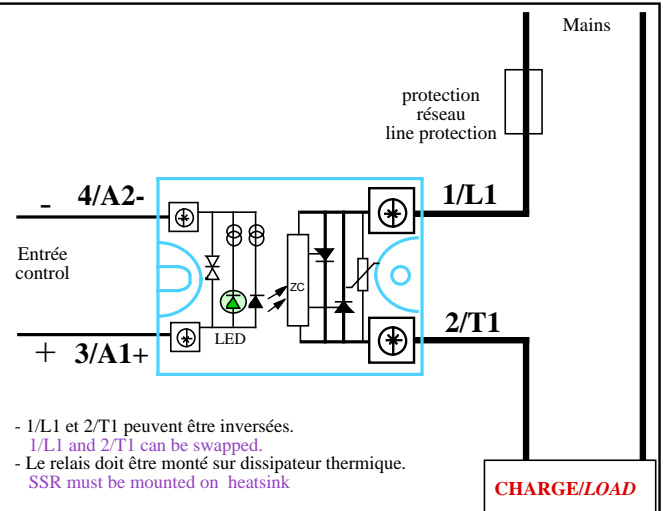 Mains
protection
réseau
line protection
- 4/A2-
1/L1
Entrée
control
ZC
LED
+ 3/A1+
2/T1
- 1/L1 et 2/T1 peuvent être inversées.
1/L1 and 2/T1 can be swapped.
- Le relais doit être monté sur dissipateur thermique.
SSR must be mounted on heatsink
CHARGE/LOAD